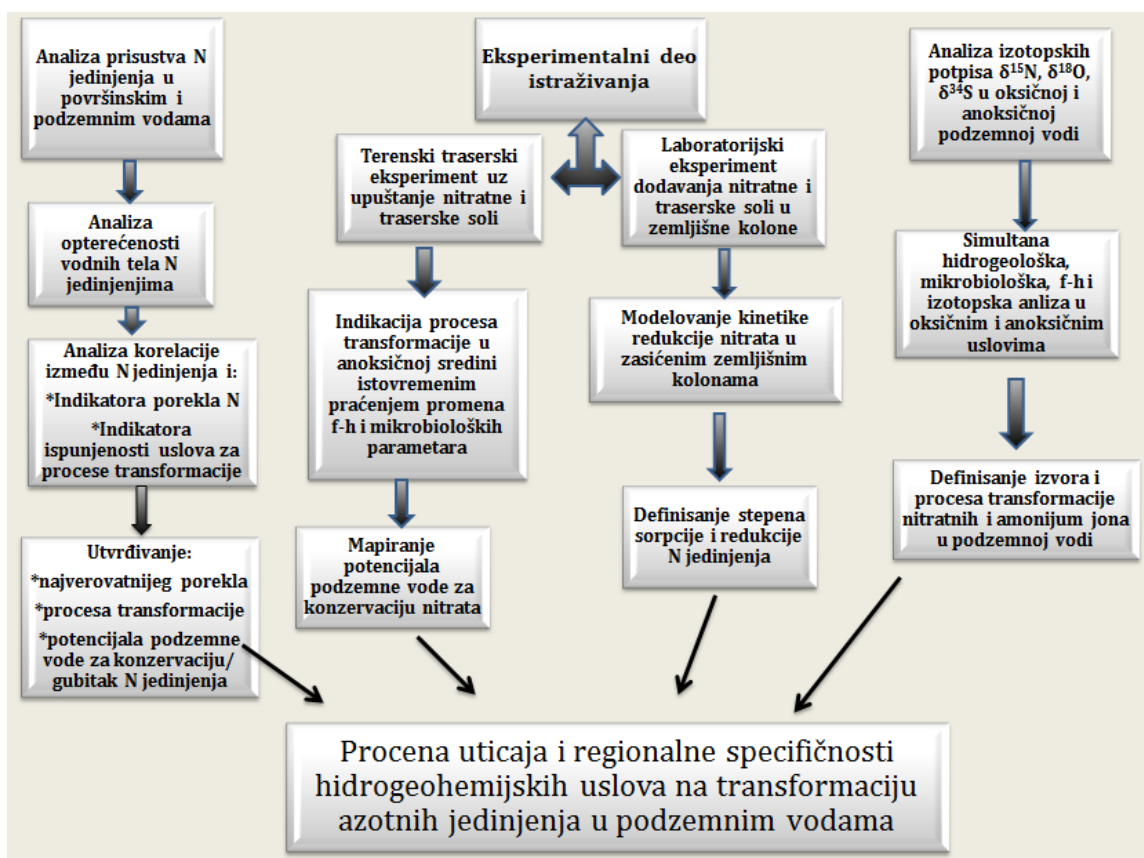 Analiza prisustva N
jedinjenja u
površinskim i
podzemnim vodama
Analiza
opterećenosti
vodnih tela N
jedinjenjima
Analiza korelacije
između N jedinjenja i:
*Indikatora porekla N
*Indikatora
ispunjenosti uslova za
procese transformacije
Utvrđivanje:
*najverovatnijeg porekla
*procesa transformacije
*potencijala podzemne
vode za konzervaciju/
gubitak N jedinjenja
Eksperimentalni deo
istraživanja
Terenski traserski
eksperiment uz
upuštanje nitratne i
traserske soli
Indikacija procesa
transformacije u
anoksičnoj sredini
istovremenim
praćenjem promena
f-h i mikrobioloških
parametara
Mapiranje
potencijala
podzemne vode za
konzervaciju nitrata
Laboratorijski
eksperiment
dodavanja nitratne i
traserske soli u
zemljišne kolone
Modelovanje kinetike
redukcije nitrata u
zasićenim zemljišnim
kolonama
Definisanje stepena
sorpcije i redukcije
N jedinjenja
Analiza izotopskih
potpisa δ¹⁵N, δ¹⁸O,
δ³⁴S u oksičnoj i
anoksičnoj
podzemnoj vodi
Simultana
hidrogeološka,
mikrobiološka, f-h i
izotopska anliza u
oksičnim i anoksičnim
uslovima
Definisanje izvora i
procesa transformacije
nitratnih i amonijum jona
u podzemnoj vodi
Procena uticaja i regionalne specifičnosti
hidrogeohemijskih uslova na transformaciju
azotnih jedinjenja u podzemnim vodama